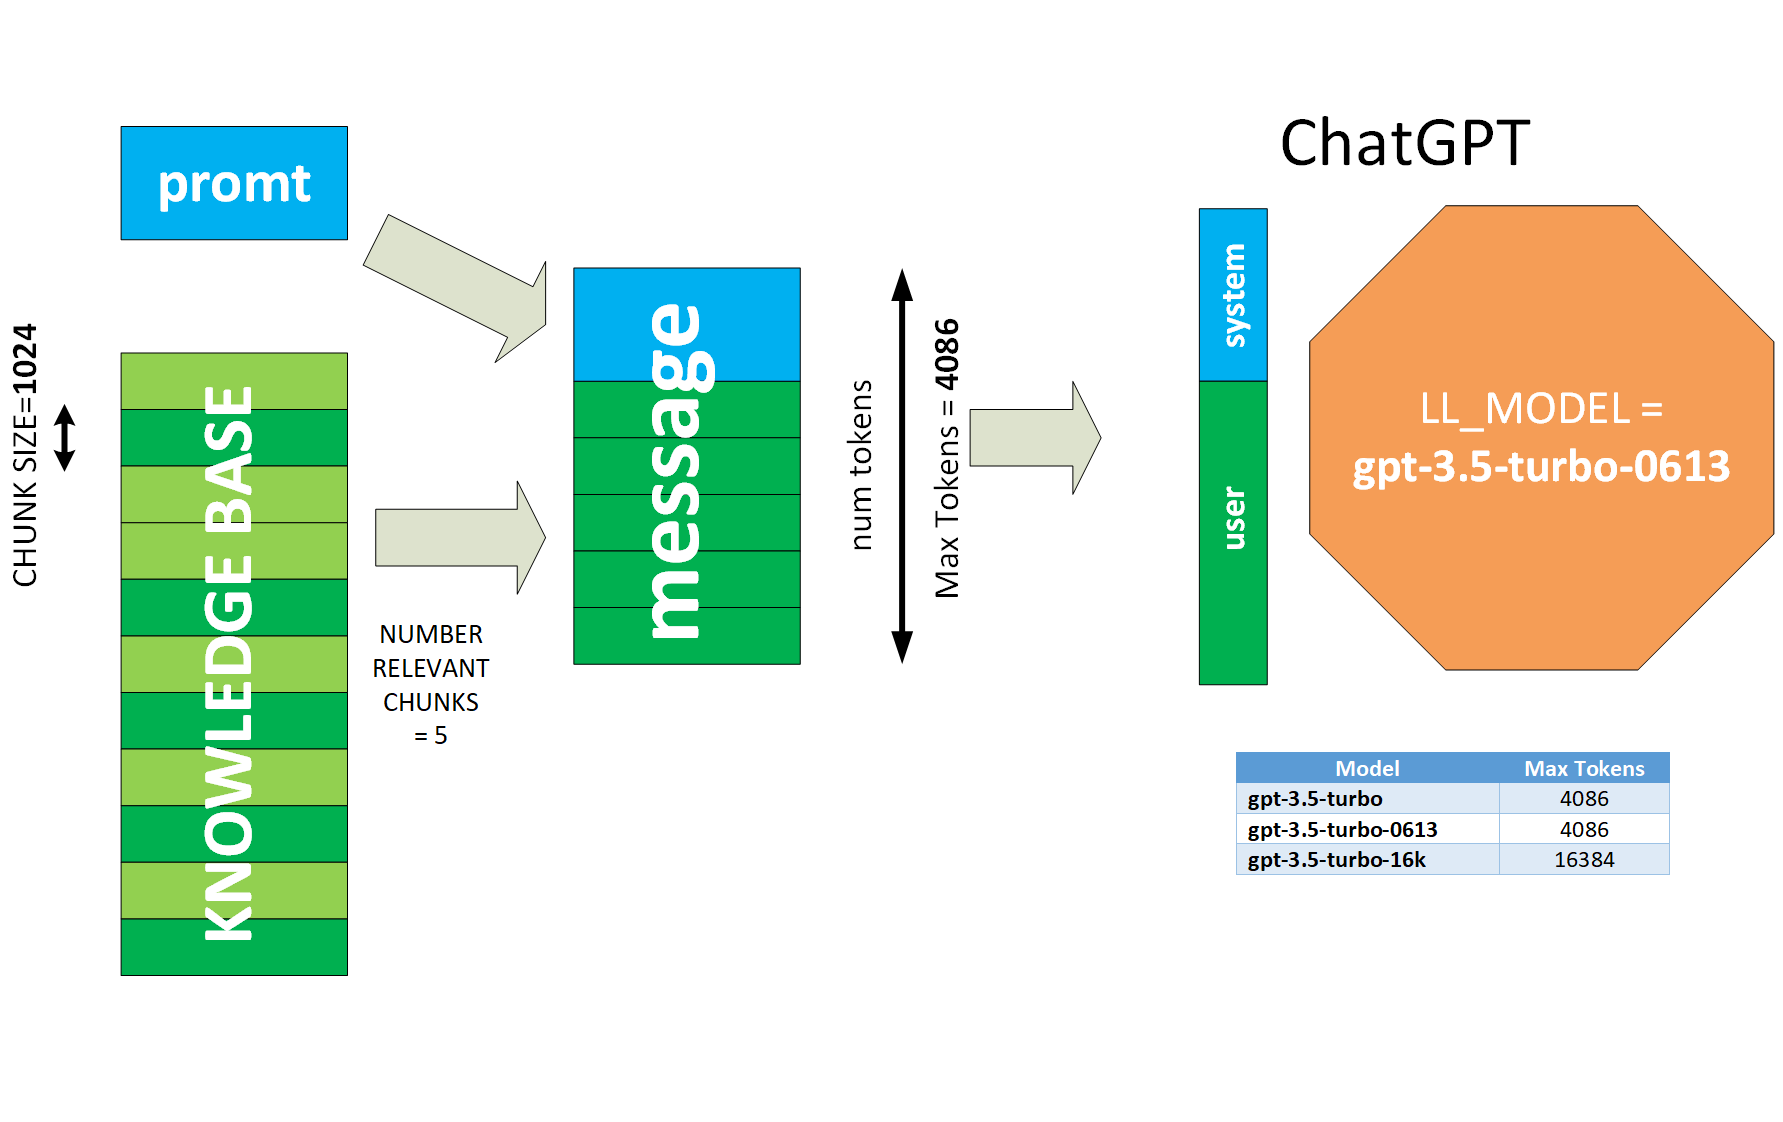 promt
CHUNK SIZE=1024
KNOWLEDGE BASE
NUMBER
RELEVANT
CHUNKS
= 5
message
num tokens
Max Tokens = 4086
ChatGPT
system
user
LL_MODEL =
gpt-3.5-turbo-0613
Model Max Tokens
gpt-3.5-turbo 4086
gpt-3.5-turbo-0613 4086
gpt-3.5-turbo-16k 16384